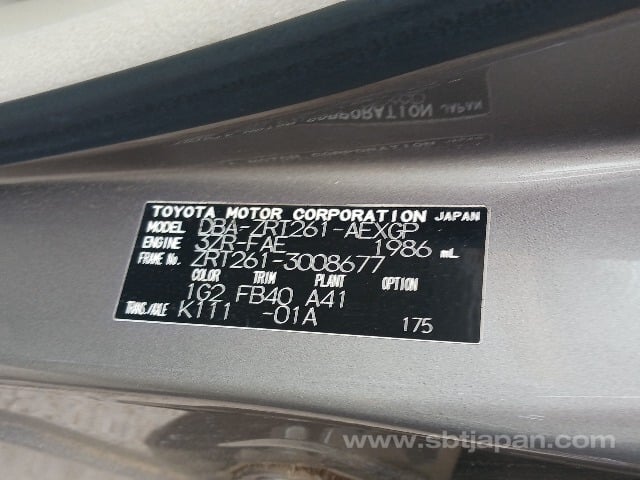 TOYOTA MOTOR CORPORATION JAPAN
MODEL DBA-ZRT261-AEXGP
ENGINE 3ZR-FAE 1986 mL
FRAME No. ZRT261-3008677
COLOR TRIM PLANT OPTION
1G2 FB40 A41
TRANS./AXLE K111 -01A 175
www.sbtjapan.com